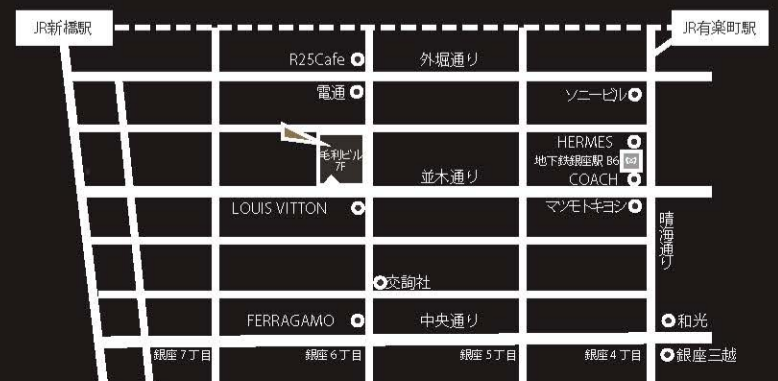 JR新橋駅
JR有楽町駅
R25Cafe
外堀通り
電通
ソニービル
HERMES
毛利ビル
7F
地下鉄銀座駅 B6
並木通り
COACH
LOUIS VITTON
マツモトキヨシ
晴海通り
交詢社
FERRAGAMO
中央通り
和光
銀座7丁目
銀座6丁目
銀座5丁目
銀座4丁目
銀座三越